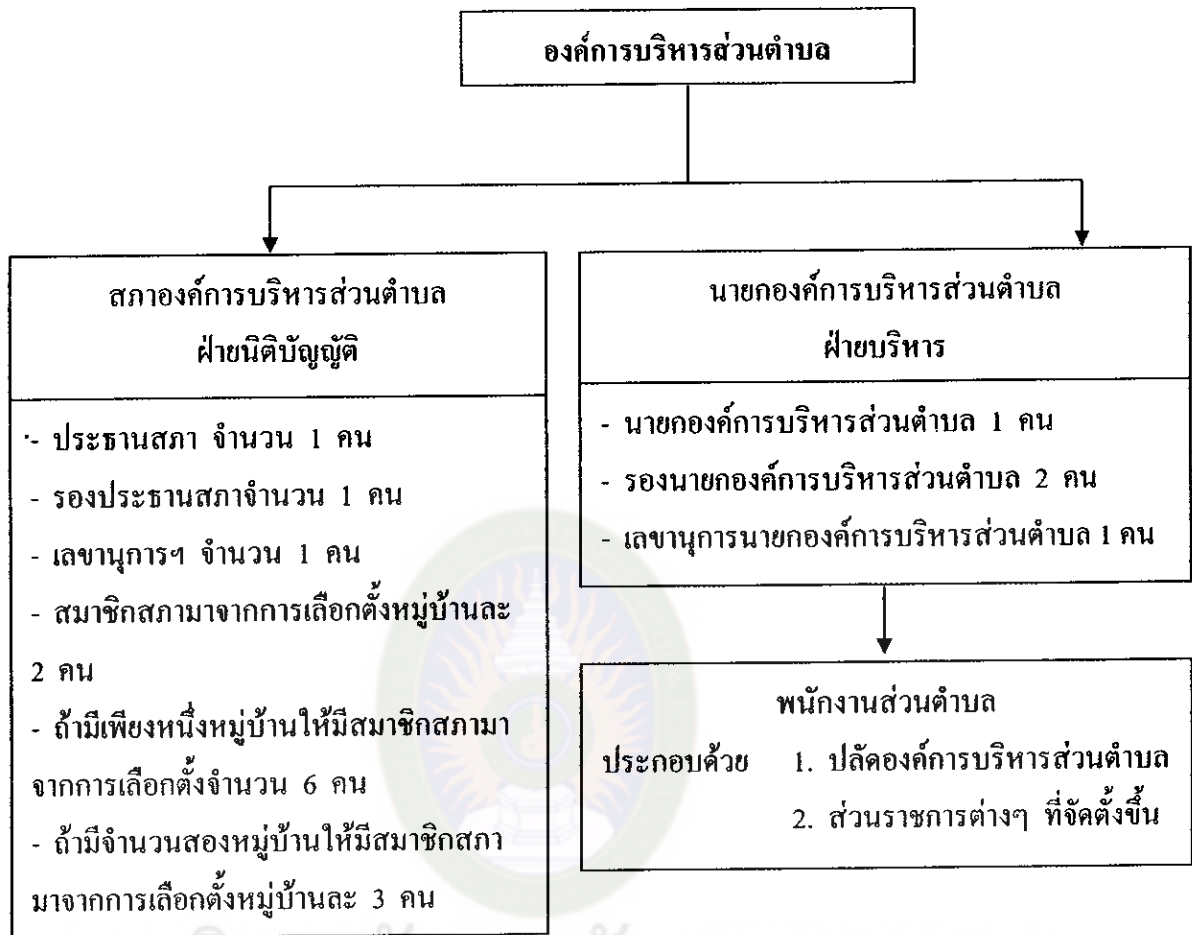 องค์การบริหารส่วนตำบล
สภาองค์การบริหารส่วนตำบล
ฝ่ายนิติบัญญัติ
- ประธานสภา จำนวน 1 คน
- รองประธานสภาจำนวน 1 คน
- เลขานุการฯ จำนวน 1 คน
- สมาชิกสภามาจากการเลือกตั้งหมู่บ้านละ
2 คน
- ถ้ามีเพียงหนึ่งหมู่บ้านให้มีสมาชิกสภามา
จากการเลือกตั้งจำนวน 6 คน
- ถ้ามีจำนวนสองหมู่บ้านให้มีสมาชิกสภา
มาจากการเลือกตั้งหมู่บ้านละ 3 คน
นายกองค์การบริหารส่วนตำบล
ฝ่ายบริหาร
- นายกองค์การบริหารส่วนตำบล 1 คน
- รองนายกองค์การบริหารส่วนตำบล 2 คน
- เลขานุการนายกองค์การบริหารส่วนตำบล 1 คน
พนักงานส่วนตำบล
ประกอบด้วย 1. ปลัดองค์การบริหารส่วนตำบล
2. ส่วนราชการต่างๆ ที่จัดตั้งขึ้น